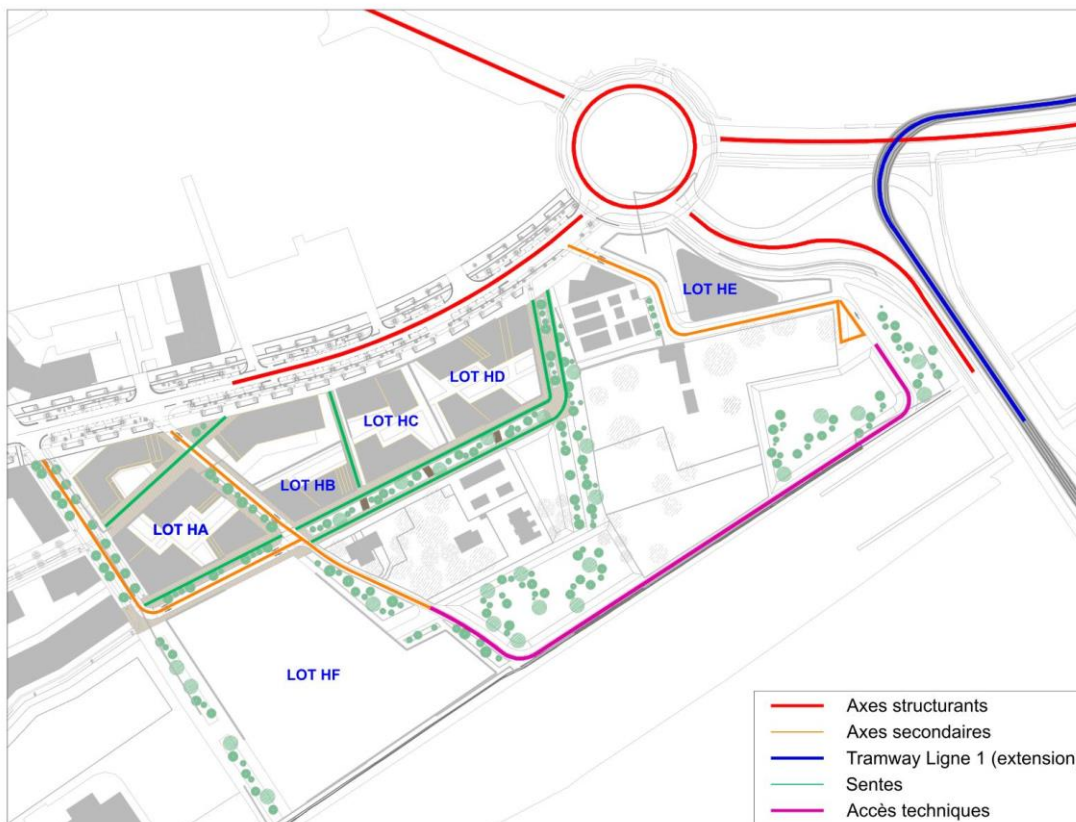 LOT HE
LOT HD
LOT HC
LOT HB
LOT HA
LOT HF
Axes structurants
Axes secondaires
Tramway Ligne 1 (extension
Sentes
Accès techniques